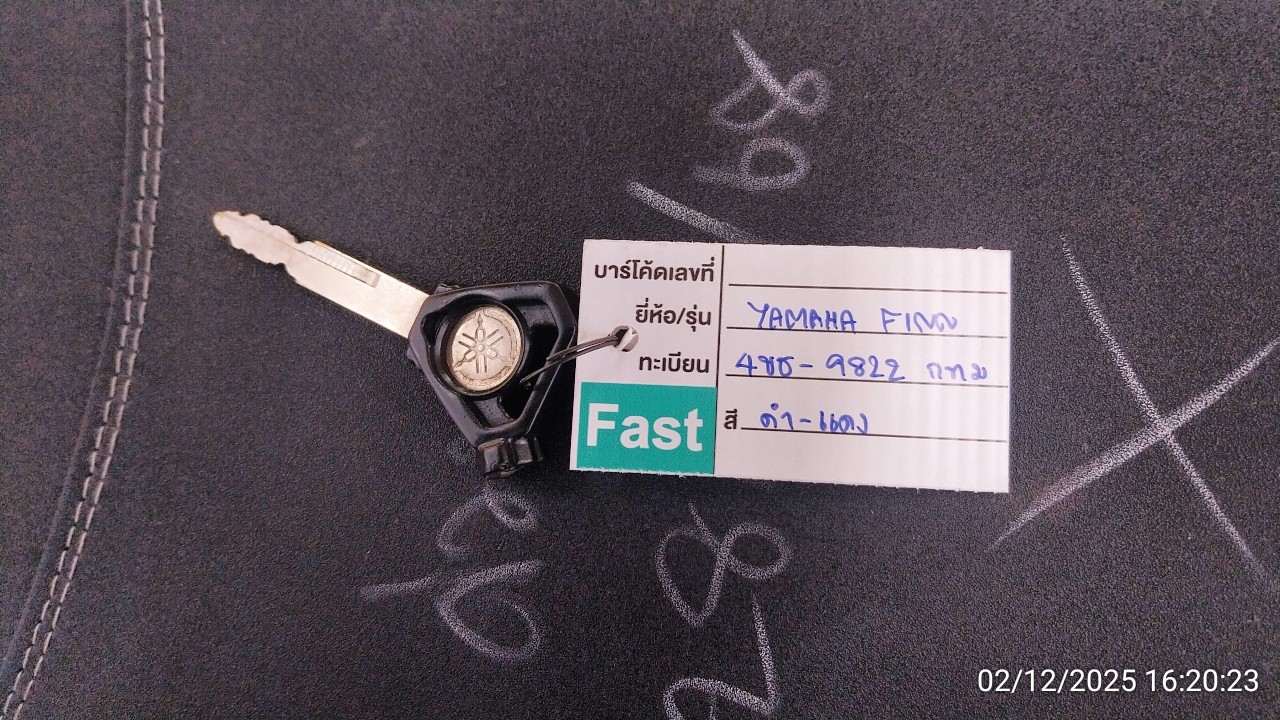 บาร์โค้ดเลขที่
ยี่ห้อ/รุ่น YAMAHA FINN
ทะเบียน 4ขธ-9822 กทม
Fast
สี ดำ-แดง
02/12/2025 16:20:23